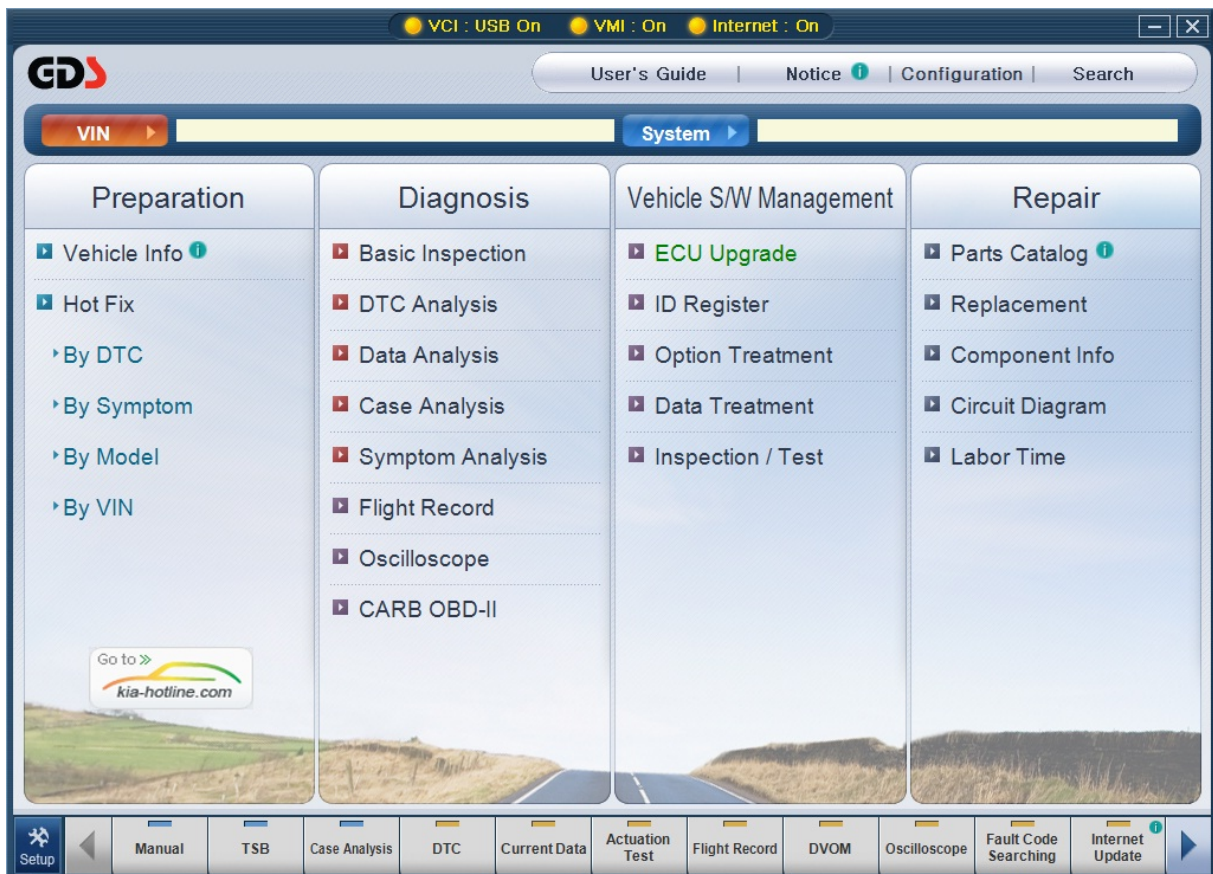 VCI : USB On VMI : On Internet : On
GDS
User's Guide | Notice i | Configuration | Search
VIN System
Preparation
Vehicle Info i
Hot Fix
By DTC
By Symptom
By Model
By VIN
Go to »
kia-hotline.com
Diagnosis
Basic Inspection
DTC Analysis
Data Analysis
Case Analysis
Symptom Analysis
Flight Record
Oscilloscope
CARB OBD-II
Vehicle S/W Management
ECU Upgrade
ID Register
Option Treatment
Data Treatment
Inspection / Test
Repair
Parts Catalog i
Replacement
Component Info
Circuit Diagram
Labor Time
Setup
Manual
TSB
Case Analysis
DTC
Current Data
Actuation
Test
Flight Record
DVOM
Oscilloscope
Fault Code
Searching
Internet
Update i